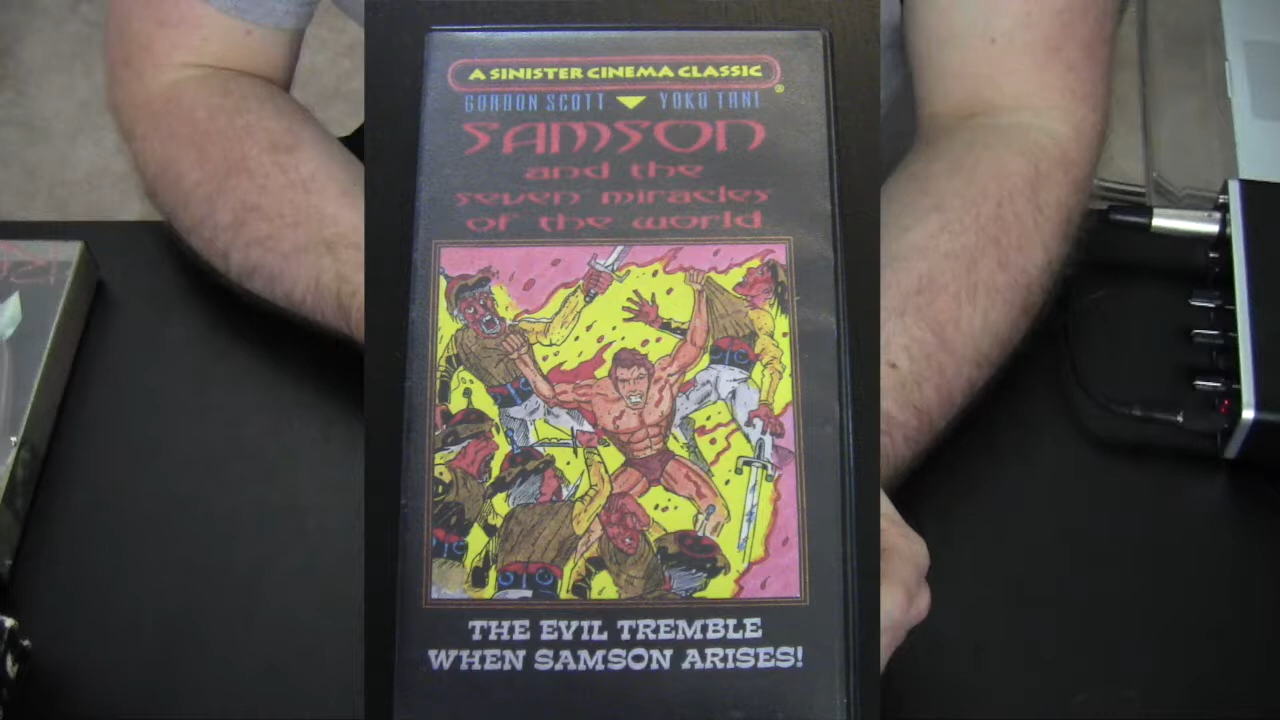 A SINISTER CINEMA CLASSIC®
GORDON SCOTT YOKO TANI
SAMSON
and the
seven miracles
of the world
THE EVIL TREMBLE
WHEN SAMSON ARISES!